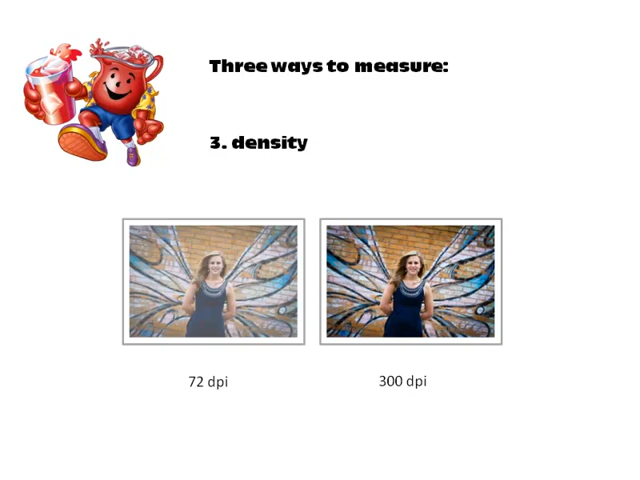 Three ways to measure:
3. density
72 dpi
300 dpi